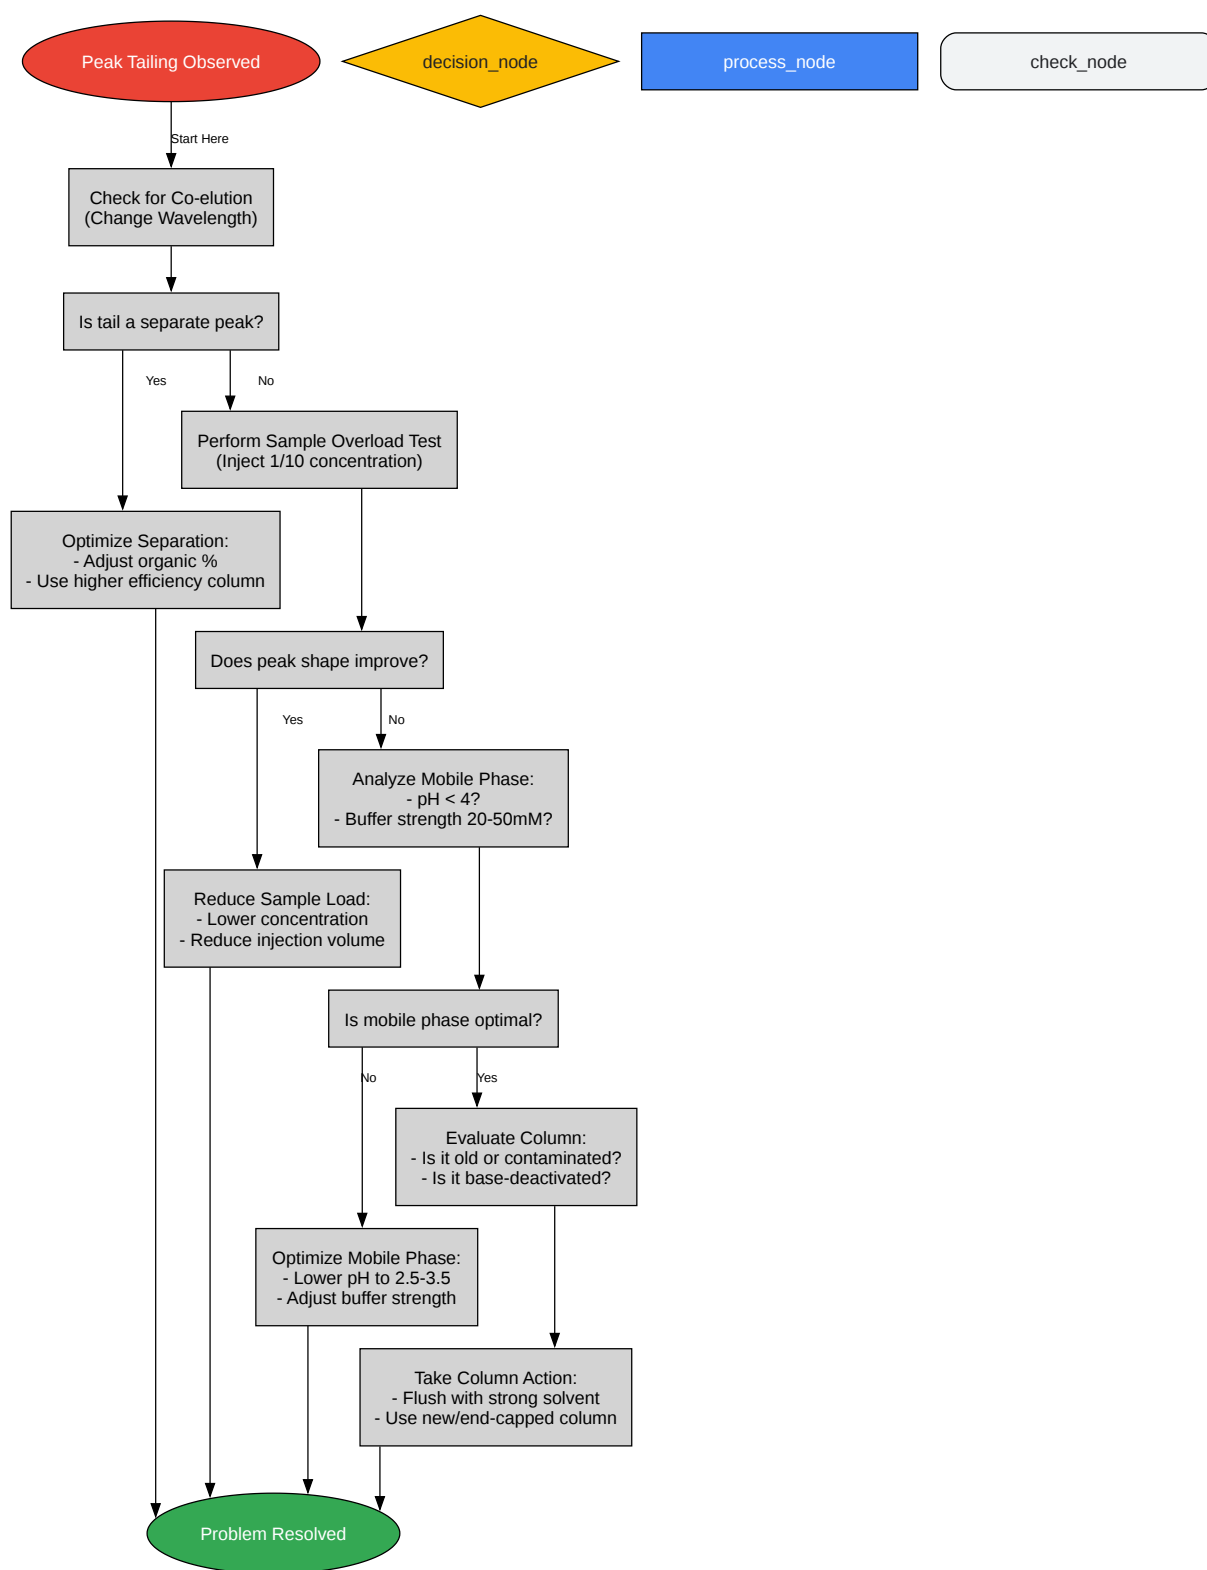 Peak Tailing Observed
decision_node
process_node
check_node
Start Here
Check for Co-elution
(Change Wavelength)
Is tail a separate peak?
Yes
No
Perform Sample Overload Test
(Inject 1/10 concentration)
Optimize Separation:
- Adjust organic %
- Use higher efficiency column
Does peak shape improve?
Yes
No
Analyze Mobile Phase:
- pH < 4?
- Buffer strength 20-50mM?
Reduce Sample Load:
- Lower concentration
- Reduce injection volume
Is mobile phase optimal?
No
Yes
Evaluate Column:
- Is it old or contaminated?
- Is it base-deactivated?
Optimize Mobile Phase:
- Lower pH to 2.5-3.5
- Adjust buffer strength
Take Column Action:
- Flush with strong solvent
- Use new/end-capped column
Problem Resolved